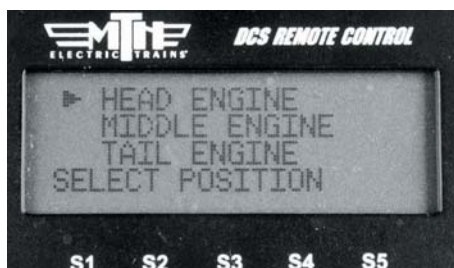 MTH
ELECTRIC TRAINS
DCS REMOTE CONTROL
HEAD ENGINE
MIDDLE ENGINE
TAIL ENGINE
SELECT POSITION
S1 S2 S3 S4 S5